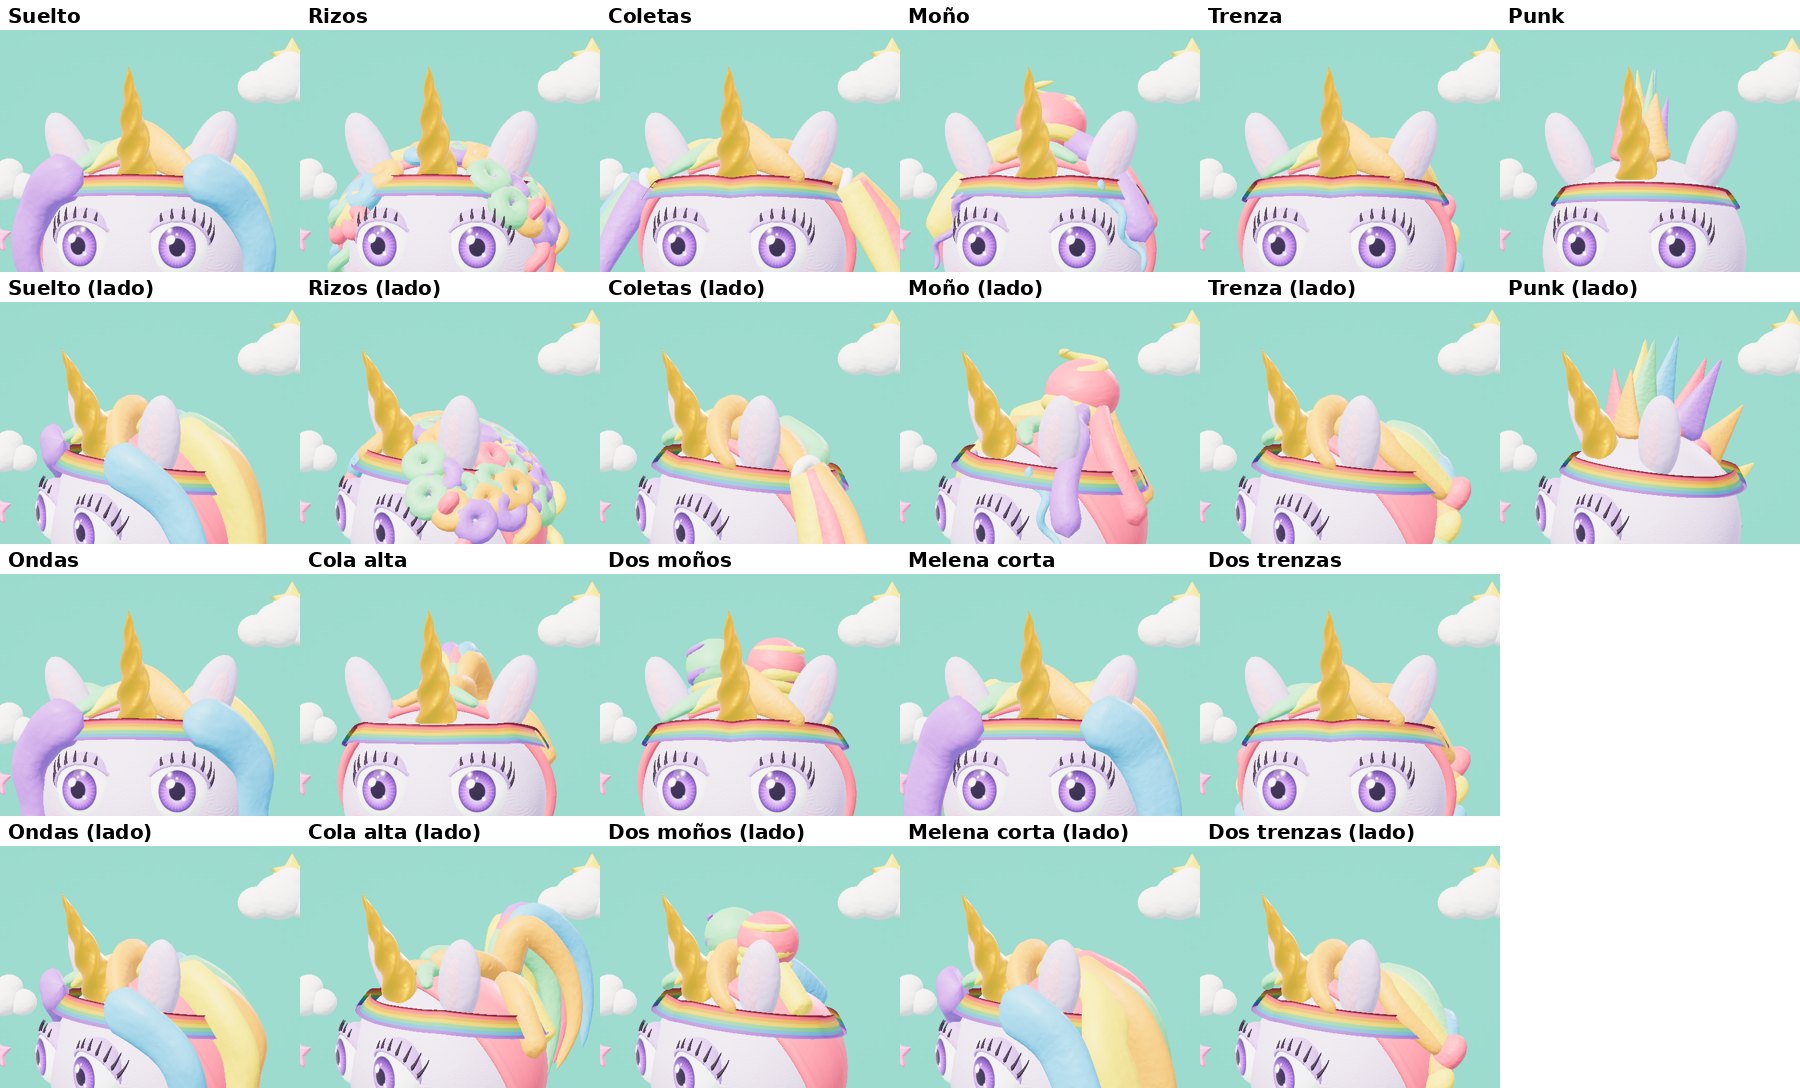 Suelto
Rizos
Coletas
Moño
Trenza
Punk
Suelto (lado)
Rizos (lado)
Coletas (lado)
Moño (lado)
Trenza (lado)
Punk (lado)
Ondas
Cola alta
Dos moños
Melena corta
Dos trenzas
Ondas (lado)
Cola alta (lado)
Dos moños (lado)
Melena corta (lado)
Dos trenzas (lado)